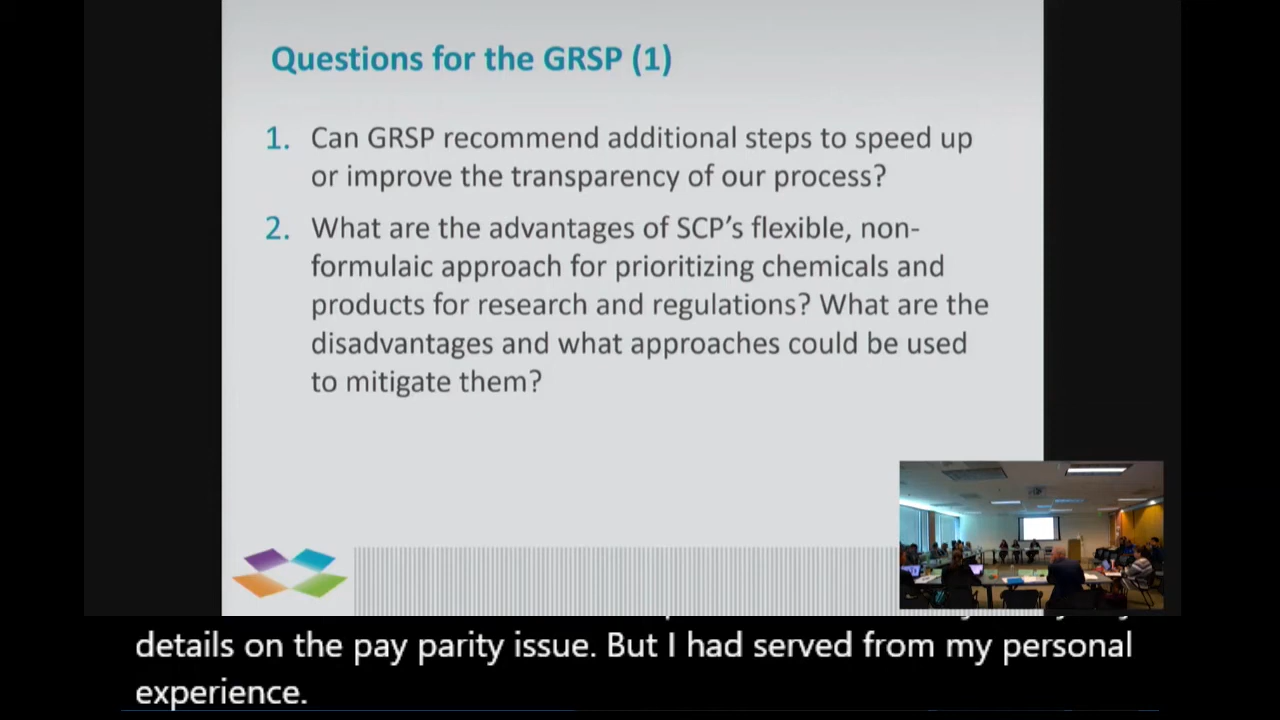 Questions for the GRSP (1)
1. Can GRSP recommend additional steps to speed up
or improve the transparency of our process?
2. What are the advantages of SCP's flexible, non-
formulaic approach for prioritizing chemicals and
products for research and regulations? What are the
disadvantages and what approaches could be used
to mitigate them?
details on the pay parity issue. But I had served from my personal
experience.